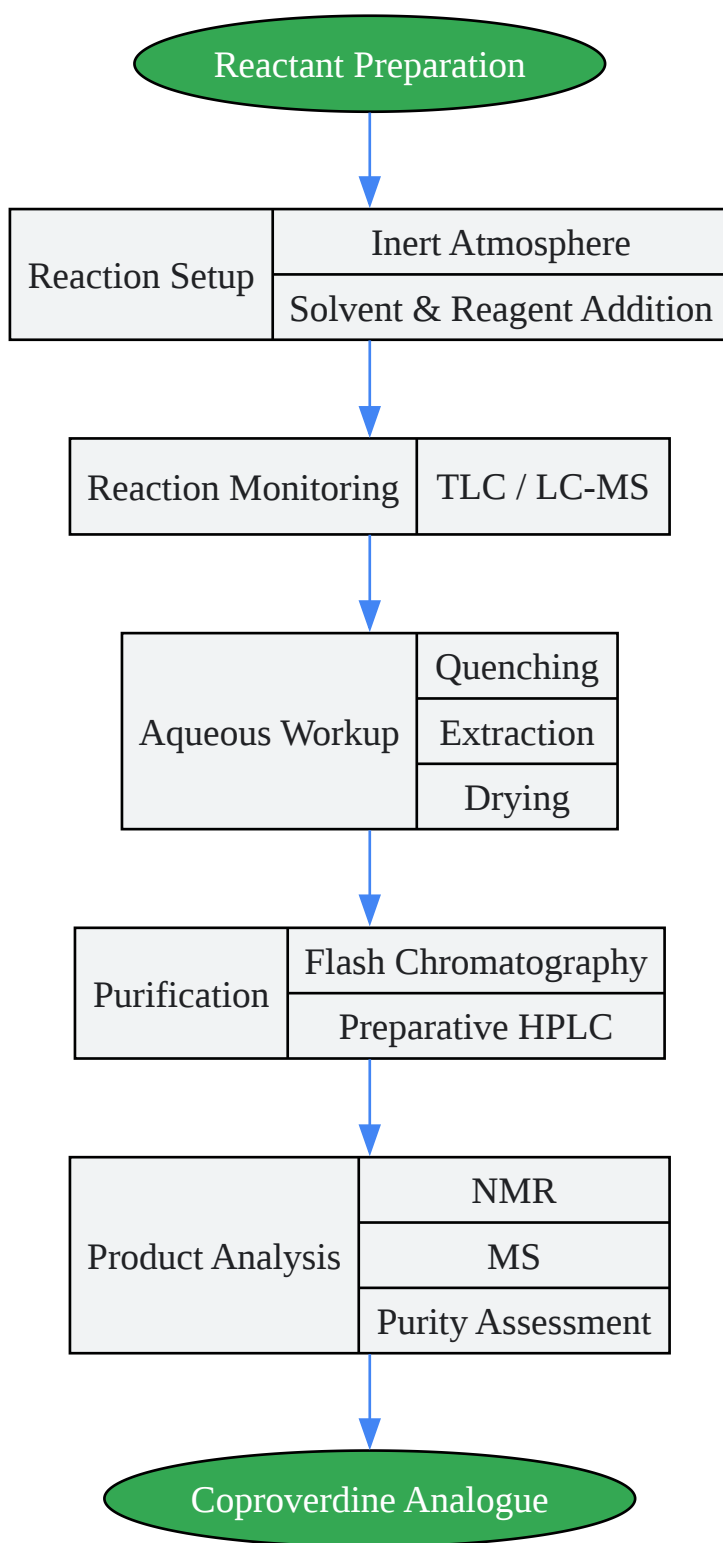 Reactant Preparation
Reaction Setup
Inert Atmosphere
Solvent & Reagent Addition
Reaction Monitoring
TLC / LC-MS
Aqueous Workup
Quenching
Extraction
Drying
Purification
Flash Chromatography
Preparative HPLC
Product Analysis
NMR
MS
Purity Assessment
Coproverdine Analogue